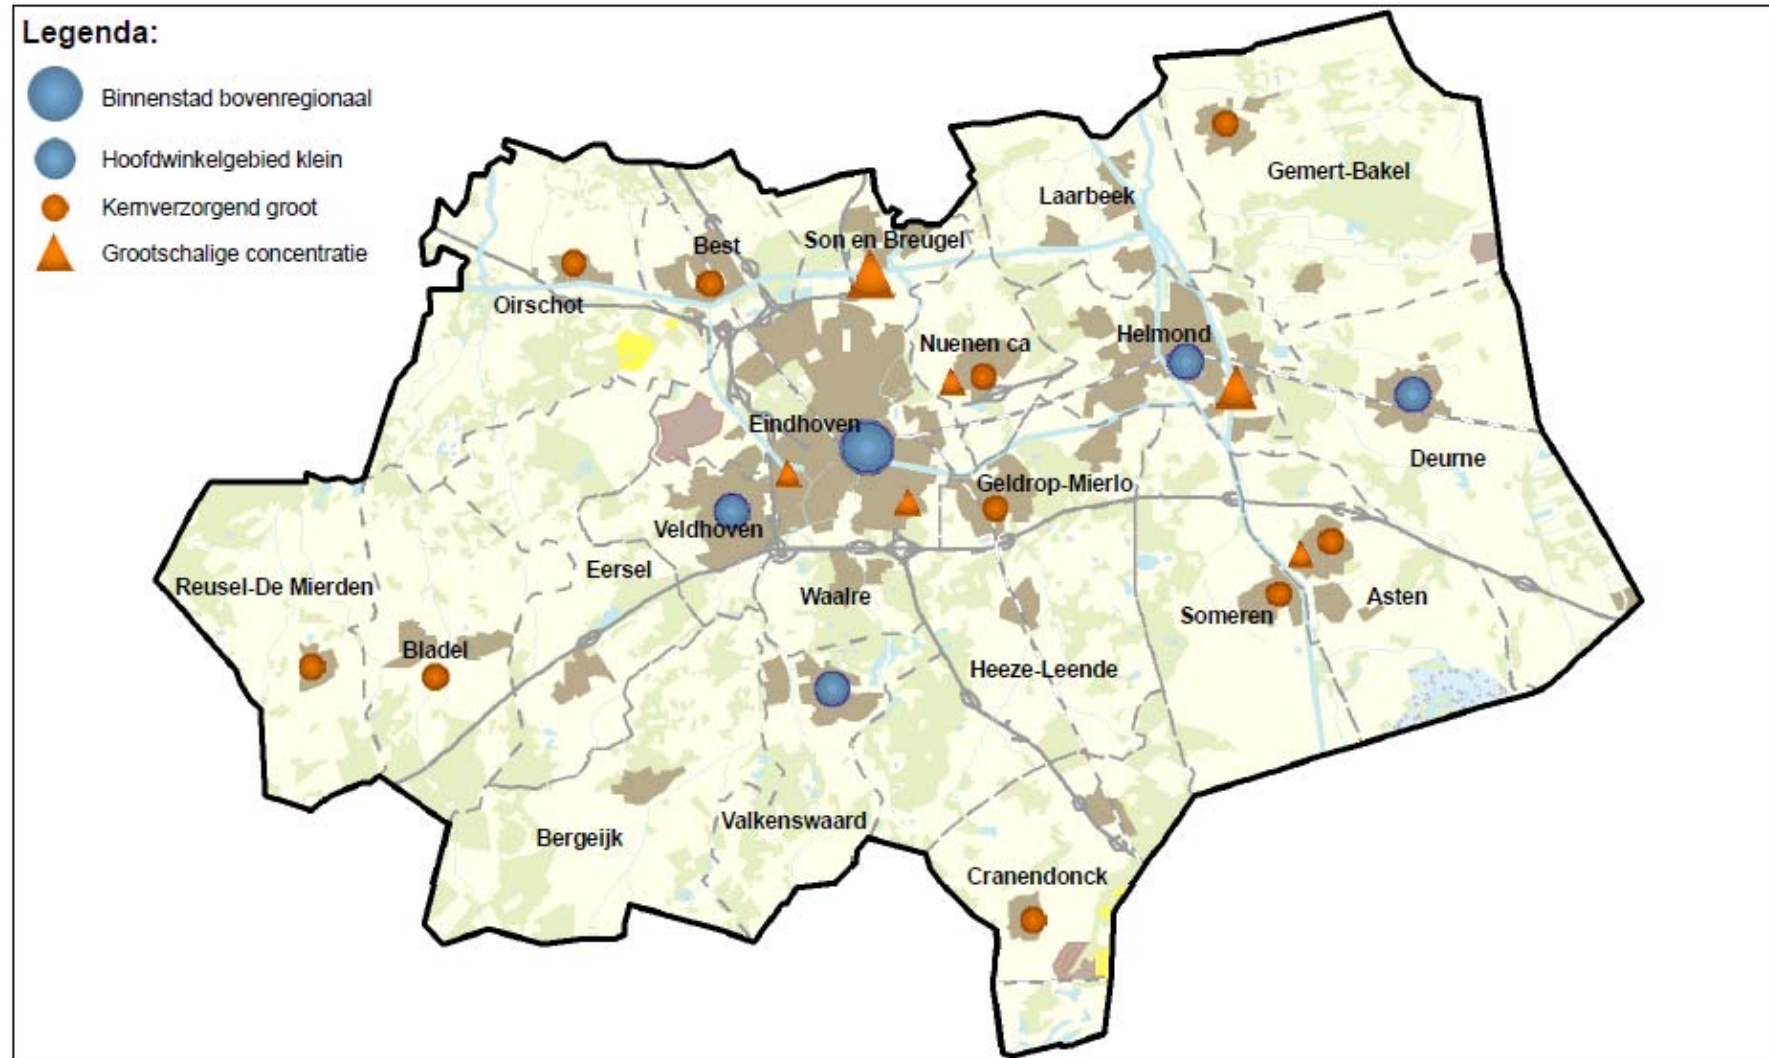 Legenda:
Binnenstad bovenregionaal
Hoofdwinkelgebied klein
Kernverzorgend groot
Grootschalige concentratie
Gemert-Bakel
Laarbeek
Best
Son en Breugel
Oirschot
Helmond
Nuenen ca
Eindhoven
Deurne
Geldrop-Mierlo
Veldhoven
Eersel
Reusel-De Mierden
Waalre
Asten
Someren
Bladel
Heeze-Leende
Valkenswaard
Bergeijk
Cranendonck